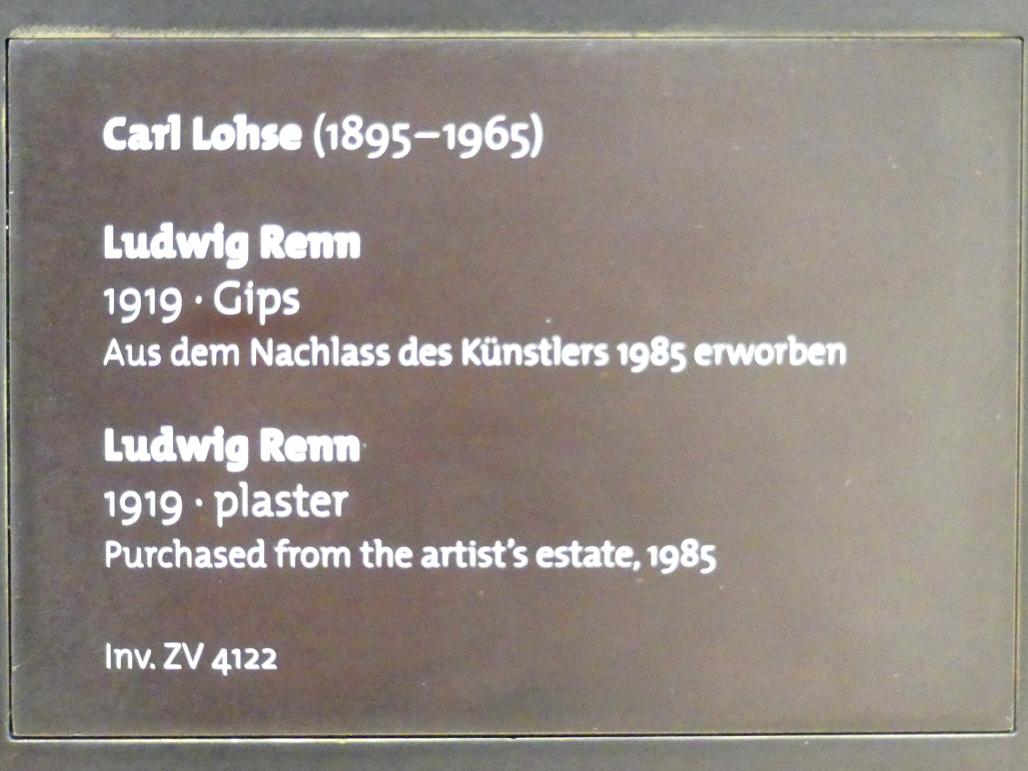 Carl Lohse (1895–1965)
Ludwig Renn
1919 · Gips
Aus dem Nachlass des Künstlers 1985 erworben
Ludwig Renn
1919 · plaster
Purchased from the artist's estate, 1985
Inv. ZV 4122